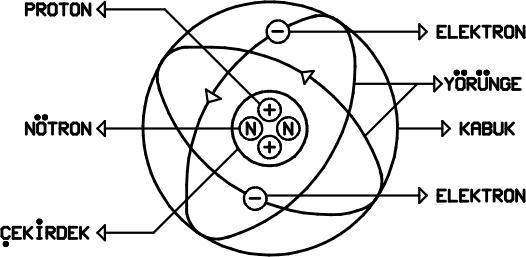 PROTON
NÖTRON
ÇEKİRDEK
+
N
N
+
−
−
ELEKTRON
YÖRÜNGE
KABUK
ELEKTRON